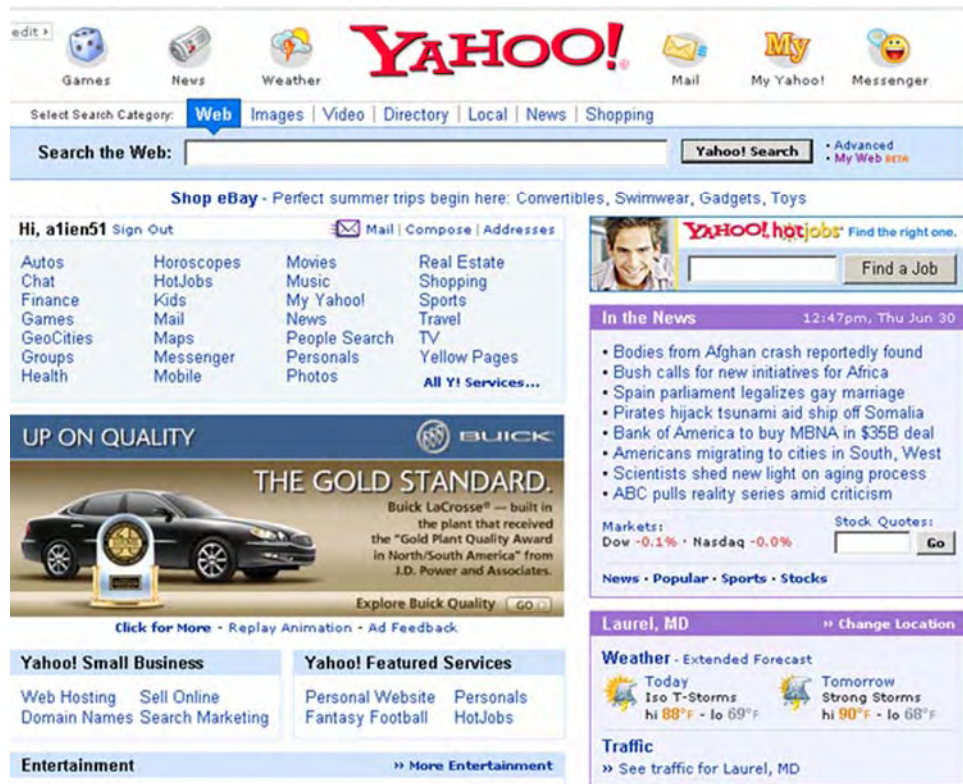 edit ›
Games
News
Weather
YAHOO!
Mail
My
My Yahoo!
Messenger
Select Search Category: Web Images | Video | Directory | Local | News | Shopping
Search the Web: Yahoo! Search • Advanced
• My Web BETA
Shop eBay - Perfect summer trips begin here: Convertibles, Swimwear, Gadgets, Toys
Hi, a1ien51 Sign Out Mail | Compose | Addresses
Autos Horoscopes Movies Real Estate
Chat HotJobs Music Shopping
Finance Kids My Yahoo! Sports
Games Mail News Travel
GeoCities Maps People Search TV
Groups Messenger Personals Yellow Pages
Health Mobile Photos All Y! Services...
UP ON QUALITY BUICK
THE GOLD STANDARD.
Buick LaCrosse® — built in
the plant that received
the "Gold Plant Quality Award
in North/South America" from
J.D. Power and Associates.
Explore Buick Quality GO
Click for More - Replay Animation - Ad Feedback
Yahoo! Small Business
Web Hosting Sell Online
Domain Names Search Marketing
Yahoo! Featured Services
Personal Website Personals
Fantasy Football HotJobs
Entertainment » More Entertainment
YAHOO! hotjobs Find the right one.
Find a Job
In the News 12:47pm, Thu Jun 30
• Bodies from Afghan crash reportedly found
• Bush calls for new initiatives for Africa
• Spain parliament legalizes gay marriage
• Pirates hijack tsunami aid ship off Somalia
• Bank of America to buy MBNA in $35B deal
• Americans migrating to cities in South, West
• Scientists shed new light on aging process
• ABC pulls reality series amid criticism
Markets: Stock Quotes:
Dow -0.1% · Nasdaq -0.0% Go
News · Popular · Sports · Stocks
Laurel, MD » Change Location
Weather - Extended Forecast
Today Tomorrow
Iso T-Storms Strong Storms
hi 88°F - lo 69°F hi 90°F - lo 68°F
Traffic
» See traffic for Laurel, MD